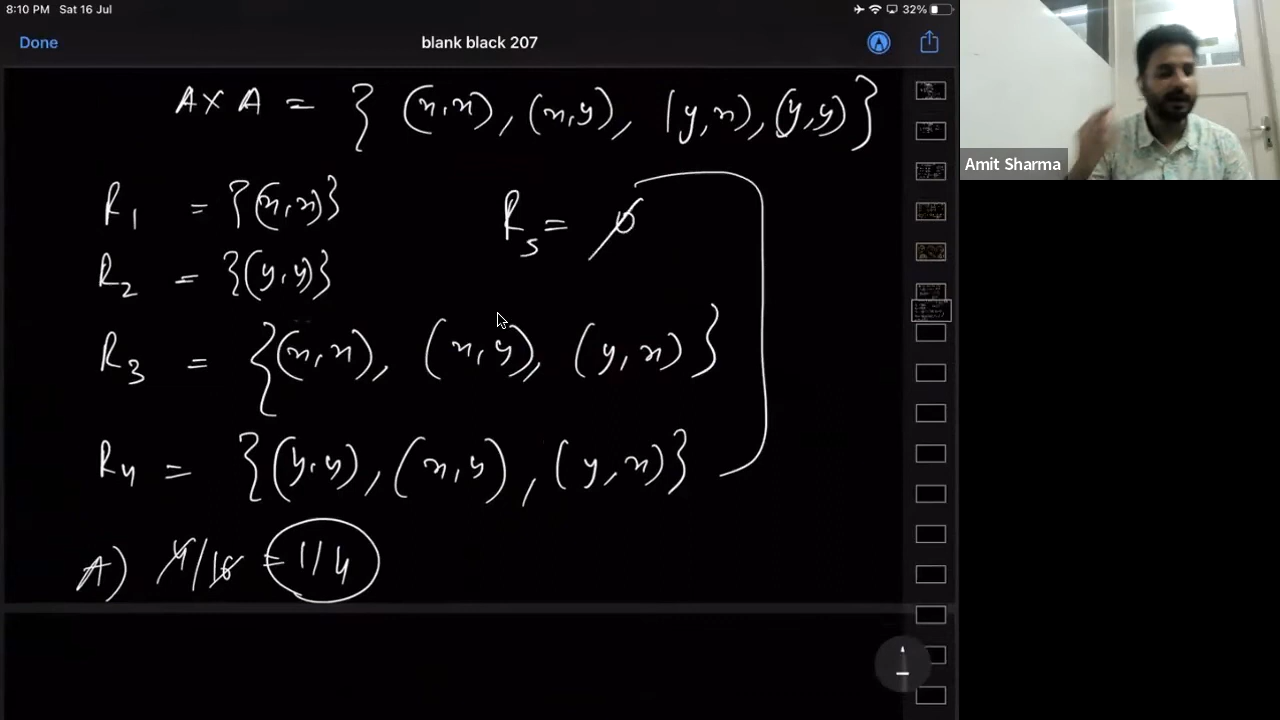 8:10 PM Sat 16 Jul
32%
Done
blank black 207
A × A = { (x,x), (x,y), (y,x), (y,y) }
R1 = {(x,x)}
R5 = ϕ
R2 = {(y,y)}
R3 = {(x,x), (x,y), (y,x)}
R4 = {(y,y), (x,y), (y,x)}
A) 4/16 = 1/4
Amit Sharma